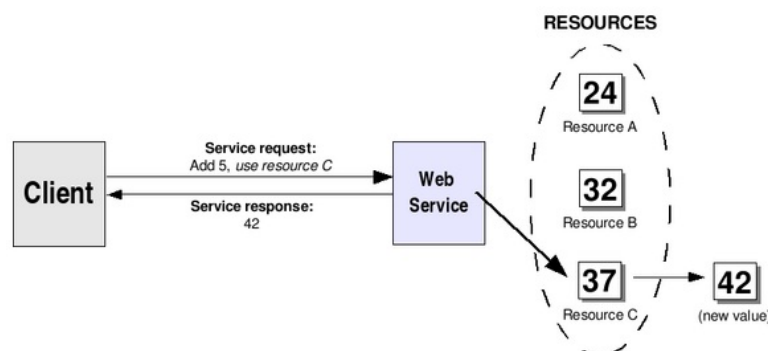 RESOURCES
24
Resource A
Service request:
Add 5, use resource C
Client
Web
Service
32
Resource B
Service response:
42
37
Resource C
42
(new value)